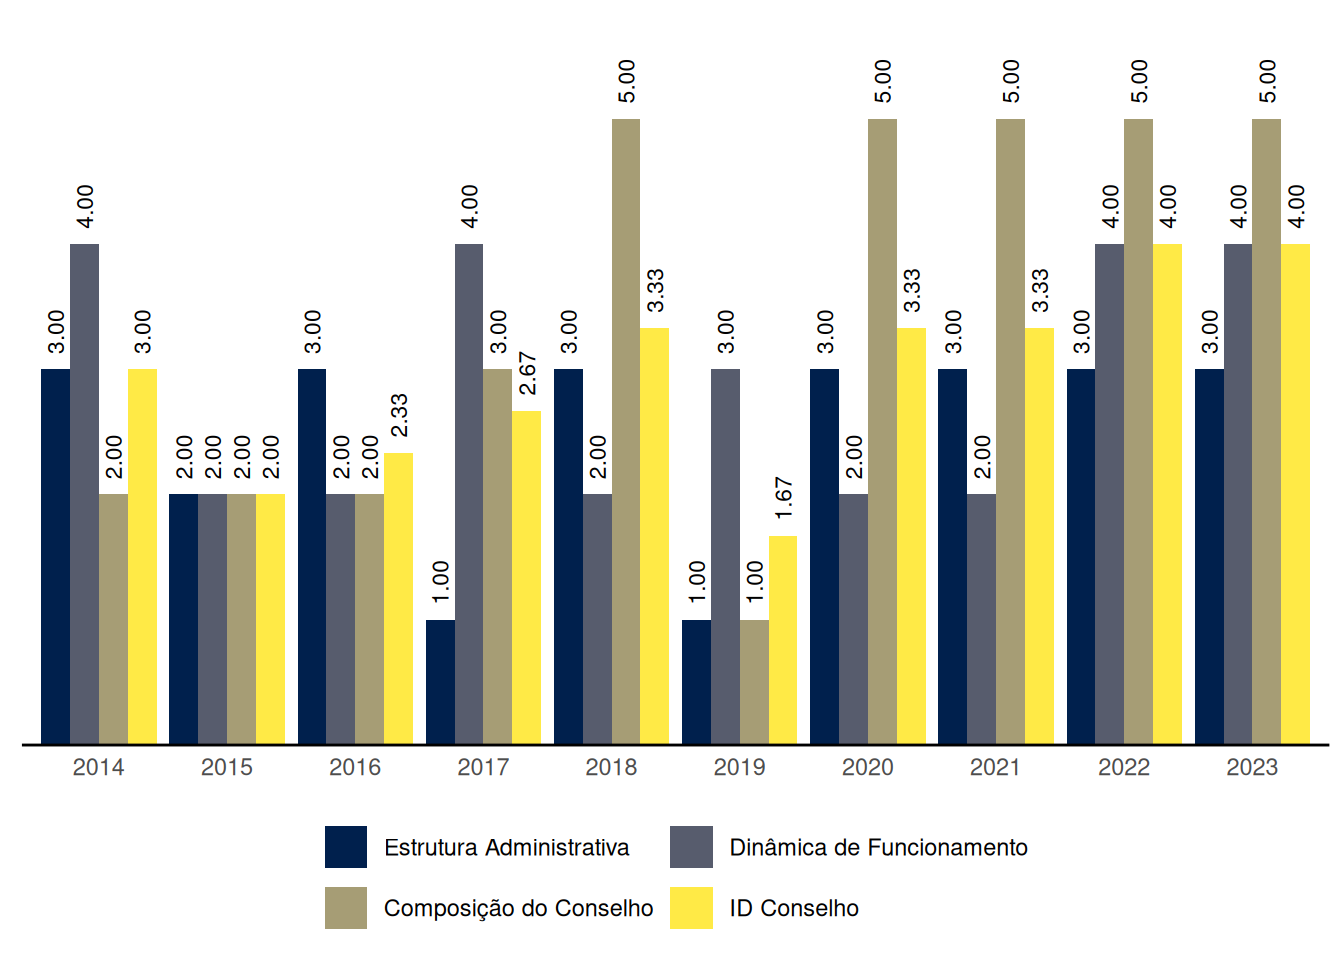 3.00 4.00 2.00 3.00
2.00 2.00 2.00 2.00
3.00 2.00 2.00 2.33
1.00 4.00 3.00 2.67
3.00 2.00 5.00 3.33
1.00 3.00 1.00 1.67
3.00 2.00 5.00 3.33
3.00 2.00 5.00 3.33
3.00 4.00 5.00 4.00
3.00 4.00 5.00 4.00
2014 2015 2016 2017 2018 2019 2020 2021 2022 2023
Estrutura Administrativa Dinâmica de Funcionamento
Composição do Conselho ID Conselho